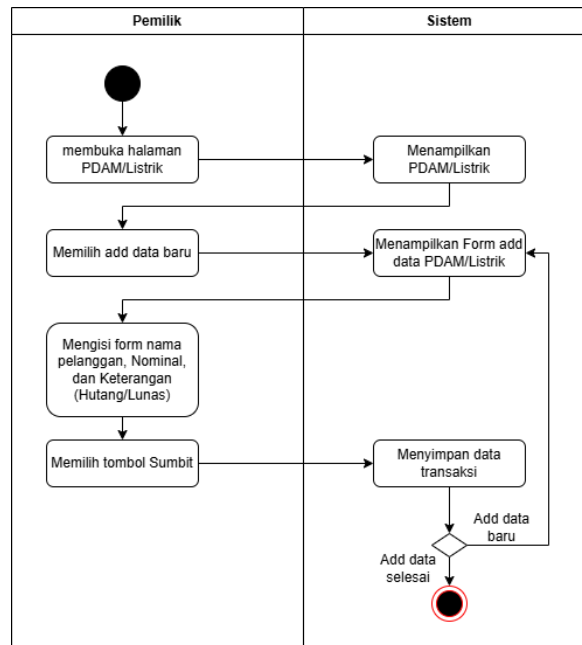 Pemilik
Sistem
membuka halaman
PDAM/Listrik
Menampilkan
PDAM/Listrik
Memilih add data baru
Menampilkan Form add
data PDAM/Listrik
Mengisi form nama
pelanggan, Nominal,
dan Keterangan
(Hutang/Lunas)
Memilih tombol Sumbit
Menyimpan data
transaksi
Add data
baru
Add data
selesai